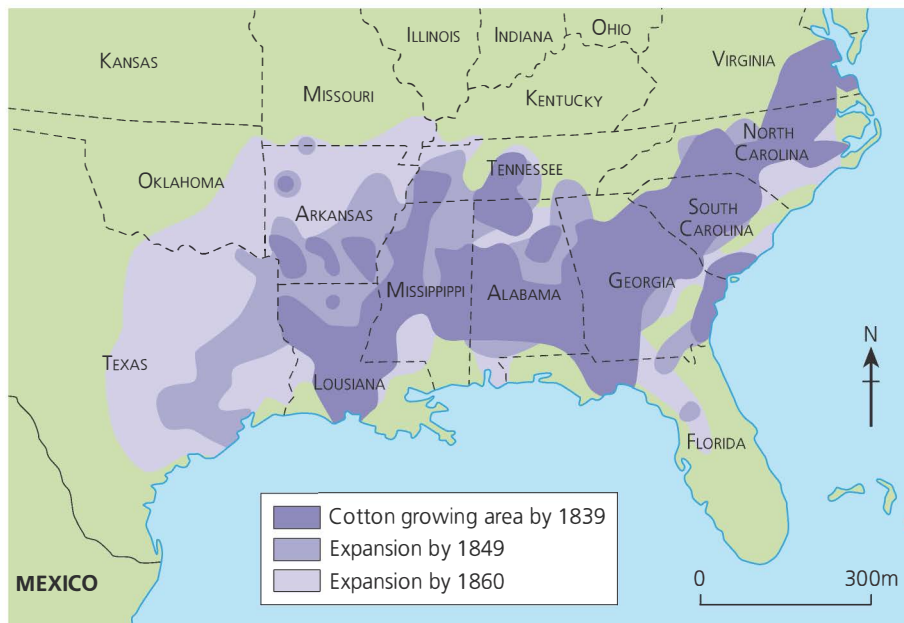 KANSAS
MISSOURI
ILLINOIS
INDIANA
OHIO
VIRGINIA
KENTUCKY
NORTH
CAROLINA
TENNESSEE
OKLAHOMA
ARKANSAS
SOUTH
CAROLINA
MISSIPPIPPI
ALABAMA
GEORGIA
TEXAS
LOUSIANA
FLORIDA
N
MEXICO
Cotton growing area by 1839
Expansion by 1849
Expansion by 1860
0 300m